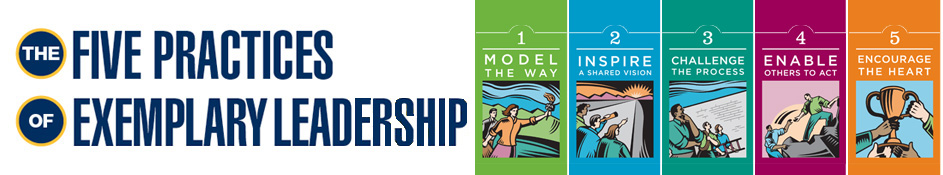 THE FIVE PRACTICES
OF EXEMPLARY LEADERSHIP
1
MODEL
THE WAY
2
INSPIRE
A SHARED VISION
3
CHALLENGE
THE PROCESS
4
ENABLE
OTHERS TO ACT
5
ENCOURAGE
THE HEART